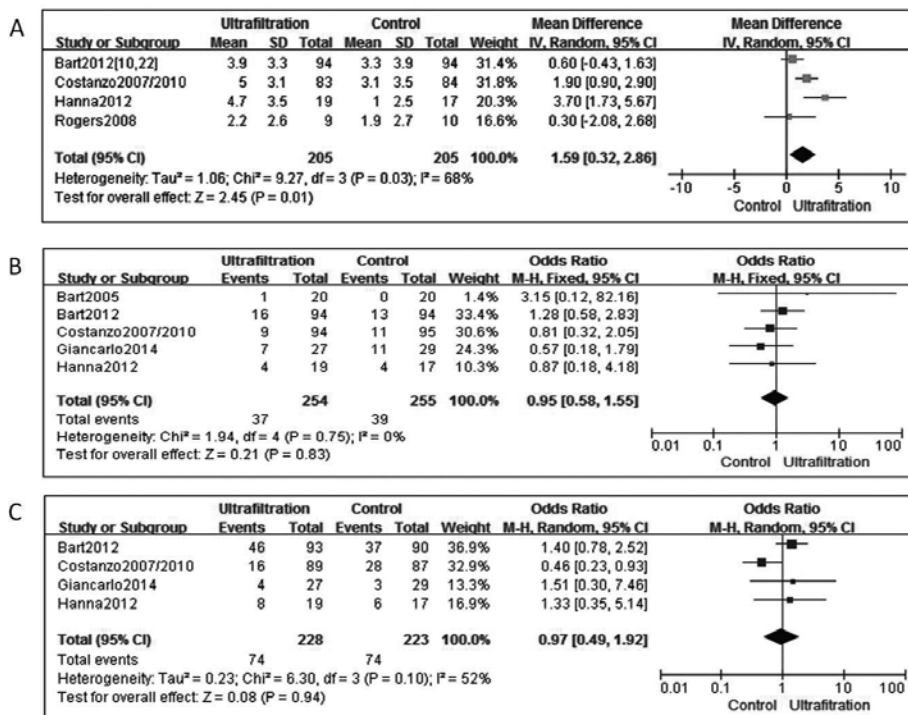 A
Ultrafiltration Control Mean Difference Mean Difference
Study or Subgroup Mean SD Total Mean SD Total Weight IV, Random, 95% CI IV, Random, 95% CI
Bart2012[10,22] 3.9 3.3 94 3.3 3.9 94 31.4% 0.60 [-0.43, 1.63]
Costanzo2007/2010 5 3.1 83 3.1 3.5 84 31.8% 1.90 [0.90, 2.90]
Hanna2012 4.7 3.5 19 1 2.5 17 20.3% 3.70 [1.73, 5.67]
Rogers2008 2.2 2.6 9 1.9 2.7 10 16.6% 0.30 [-2.08, 2.68]
Total (95% CI) 205 205 100.0% 1.59 [0.32, 2.86]
Heterogeneity: Tau² = 1.06; Chi² = 9.27, df = 3 (P = 0.03); I² = 68%
Test for overall effect: Z = 2.45 (P = 0.01)
-10 -5 0 5 10
Control Ultrafitration
B
Ultrafiltration Control Odds Ratio Odds Ratio
Study or Subgroup Events Total Events Total Weight M-H, Fixed, 95% CI M-H, Fixed, 95% CI
Bart2005 1 20 0 20 1.4% 3.15 [0.12, 82.16]
Bart2012 16 94 13 94 33.4% 1.28 [0.58, 2.83]
Costanzo2007/2010 9 94 11 95 30.6% 0.81 [0.32, 2.05]
Giancarlo2014 7 27 11 29 24.3% 0.57 [0.18, 1.79]
Hanna2012 4 19 4 17 10.3% 0.87 [0.18, 4.18]
Total (95% CI) 254 255 100.0% 0.95 [0.58, 1.55]
Total events 37 39
Heterogeneity: Chi² = 1.94, df = 4 (P = 0.75); I² = 0%
Test for overall effect: Z = 0.21 (P = 0.83)
0.01 0.1 1 10 100
Control Ultrafiltration
C
Ultrafiltration Control Odds Ratio Odds Ratio
Study or Subgroup Events Total Events Total Weight M-H, Random, 95% CI M-H, Random, 95% CI
Bart2012 46 93 37 90 36.9% 1.40 [0.78, 2.52]
Costanzo2007/2010 16 89 28 87 32.9% 0.46 [0.23, 0.93]
Giancarlo2014 4 27 3 29 13.3% 1.51 [0.30, 7.46]
Hanna2012 8 19 6 17 16.9% 1.33 [0.35, 5.14]
Total (95% CI) 228 223 100.0% 0.97 [0.49, 1.92]
Total events 74 74
Heterogeneity: Tau² = 0.23; Chi² = 6.30, df = 3 (P = 0.10); I² = 52%
Test for overall effect: Z = 0.08 (P = 0.94)
0.01 0.1 1 10 100
Control Ultrafiltration